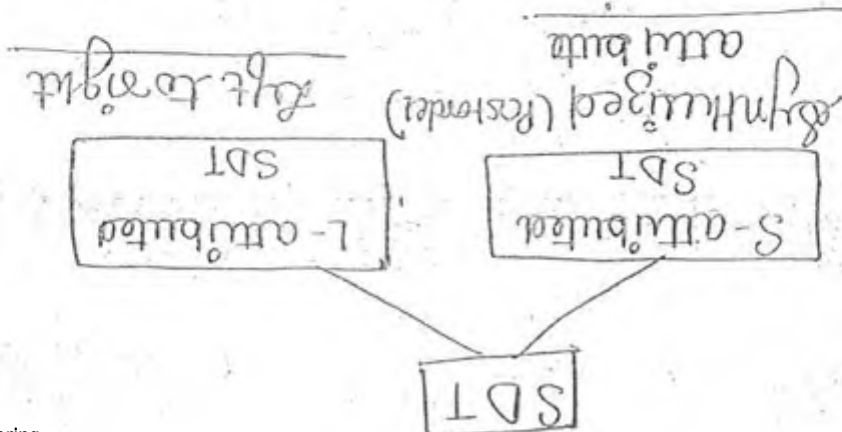 SDT
S-attributed
SDT
L-attributed
SDT
Synthesized (Postorder)
attribute
Left to right